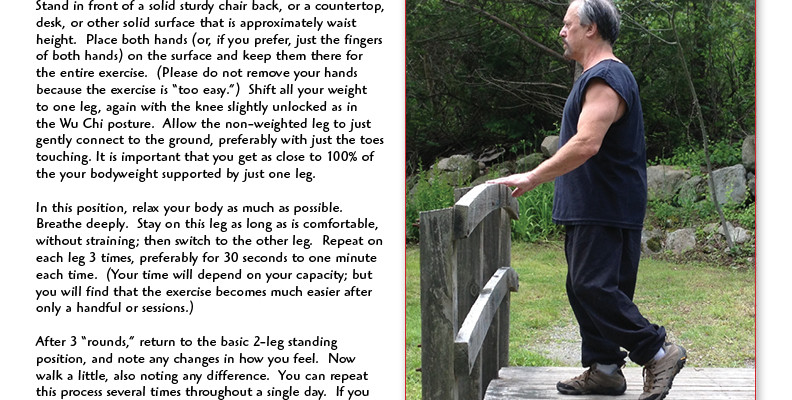 Stand in front of a solid sturdy chair back, or a countertop,
desk, or other solid surface that is approximately waist
height.  Place both hands (or, if you prefer, just the fingers
of both hands) on the surface and keep them there for
the entire exercise.  (Please do not remove your hands
because the exercise is “too easy.”)  Shift all your weight
to one leg, again with the knee slightly unlocked as in
the Wu Chi posture.  Allow the non-weighted leg to just
gently connect to the ground, preferably with just the toes
touching. It is important that you get as close to 100% of
the your bodyweight supported by just one leg.

In this position, relax your body as much as possible.
Breathe deeply.  Stay on this leg as long as is comfortable,
without straining; then switch to the other leg.  Repeat on
each leg 3 times, preferably for 30 seconds to one minute
each time.  (Your time will depend on your capacity; but
you will find that the exercise becomes much easier after
only a handful or sessions.)

After 3 “rounds,” return to the basic 2-leg standing
position, and note any changes in how you feel.  Now
walk a little, also noting any difference.  You can repeat
this process several times throughout a single day.  If you